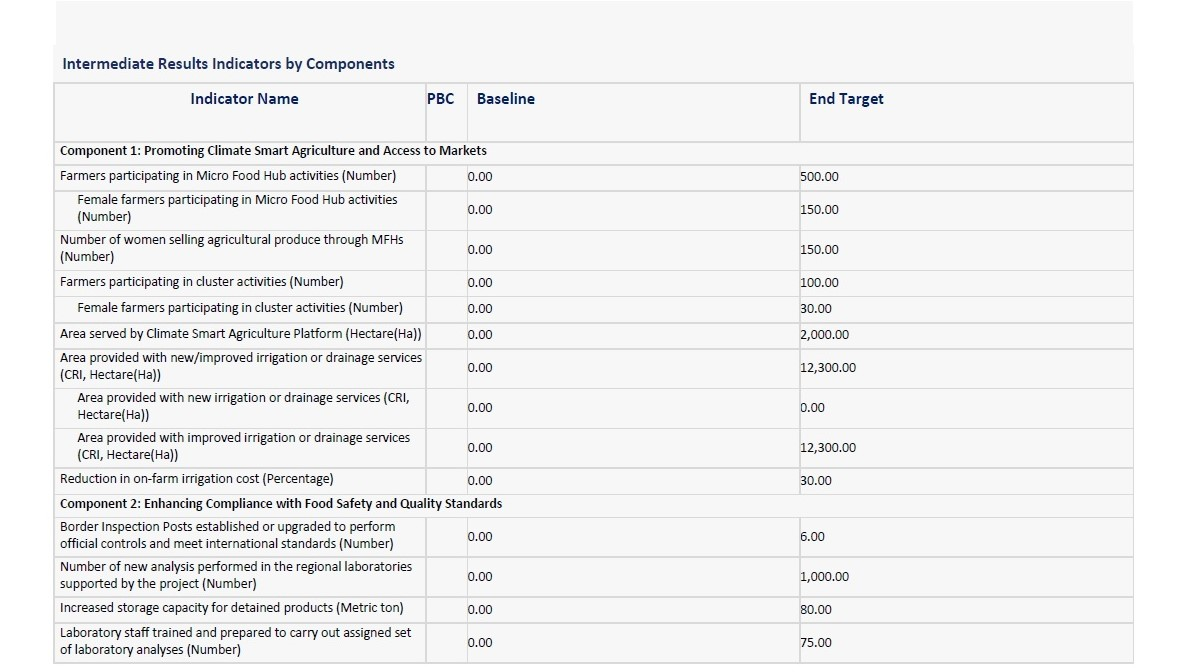 Intermediate Results Indicators by Components
Indicator Name PBC Baseline End Target
Component 1: Promoting Climate Smart Agriculture and Access to Markets
Farmers participating in Micro Food Hub activities (Number) 0.00 500.00
Female farmers participating in Micro Food Hub activities
(Number) 0.00 150.00
Number of women selling agricultural produce through MFHs
(Number) 0.00 150.00
Farmers participating in cluster activities (Number) 0.00 100.00
Female farmers participating in cluster activities (Number) 0.00 30.00
Area served by Climate Smart Agriculture Platform (Hectare(Ha)) 0.00 2,000.00
Area provided with new/improved irrigation or drainage services
(CRI, Hectare(Ha)) 0.00 12,300.00
Area provided with new irrigation or drainage services (CRI,
Hectare(Ha)) 0.00 0.00
Area provided with improved irrigation or drainage services
(CRI, Hectare(Ha)) 0.00 12,300.00
Reduction in on-farm irrigation cost (Percentage) 0.00 30.00
Component 2: Enhancing Compliance with Food Safety and Quality Standards
Border Inspection Posts established or upgraded to perform
official controls and meet international standards (Number) 0.00 6.00
Number of new analysis performed in the regional laboratories
supported by the project (Number) 0.00 1,000.00
Increased storage capacity for detained products (Metric ton) 0.00 80.00
Laboratory staff trained and prepared to carry out assigned set
of laboratory analyses (Number) 0.00 75.00